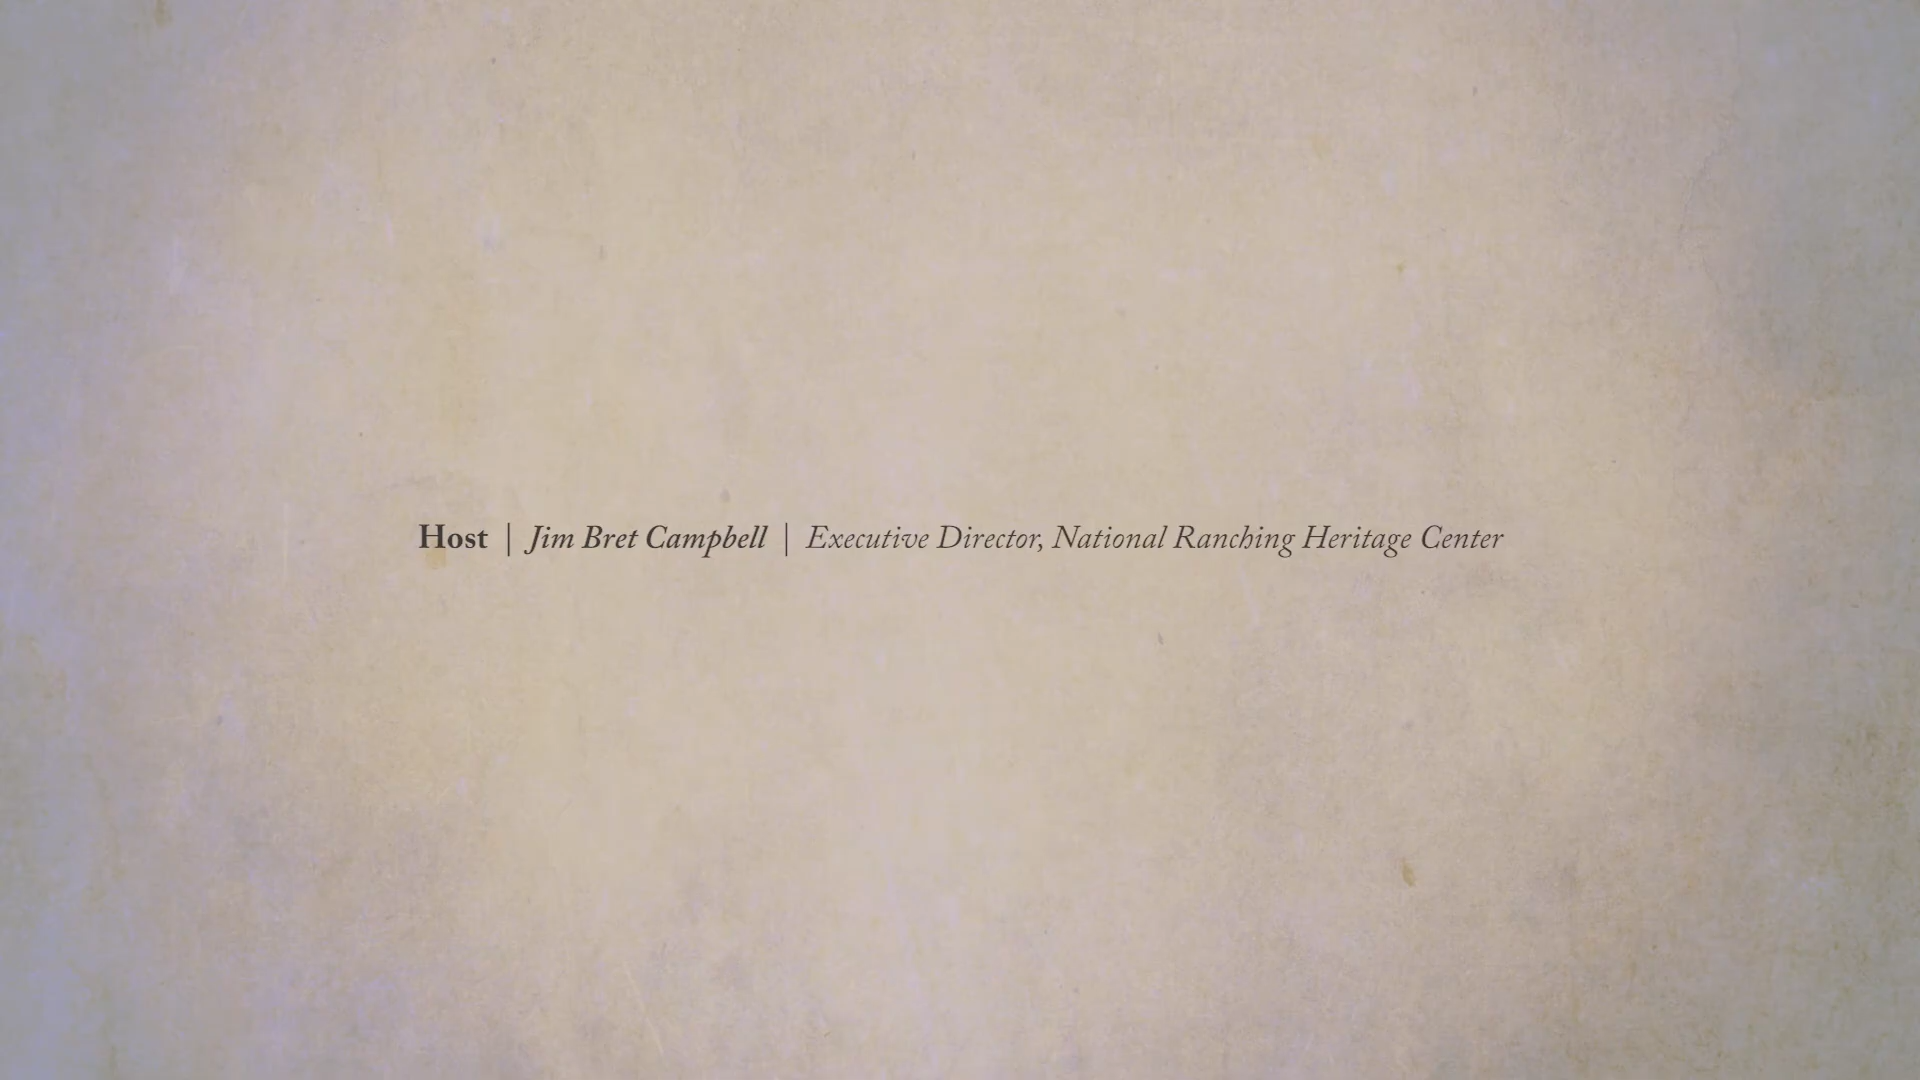 Host | Jim Bret Campbell | Executive Director, National Ranching Heritage Center